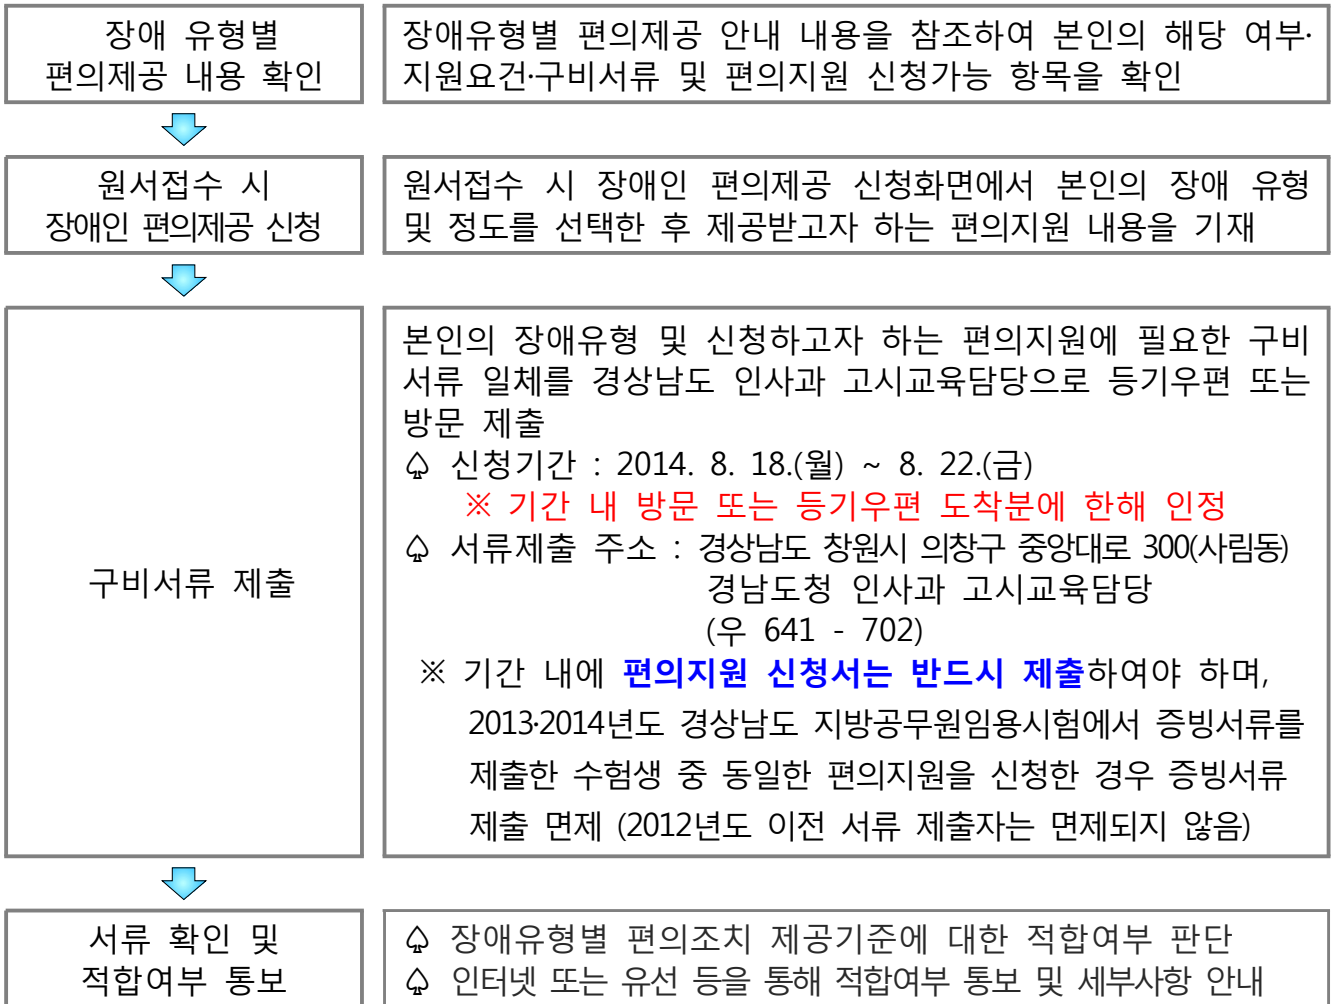 장애 유형별
편의제공 내용 확인
장애유형별 편의제공 안내 내용을 참조하여 본인의 해당 여부·
지원요건·구비서류 및 편의지원 신청가능 항목을 확인
원서접수 시
장애인 편의제공 신청
원서접수 시 장애인 편의제공 신청화면에서 본인의 장애 유형
및 정도를 선택한 후 제공받고자 하는 편의지원 내용을 기재
구비서류 제출
본인의 장애유형 및 신청하고자 하는 편의지원에 필요한 구비
서류 일체를 경상남도 인사과 고시교육담당으로 등기우편 또는
방문 제출
♤ 신청기간 : 2014. 8. 18.(월) ~ 8. 22.(금)
※ 기간 내 방문 또는 등기우편 도착분에 한해 인정
♤ 서류제출 주소 : 경상남도 창원시 의창구 중앙대로 300(사림동)
경남도청 인사과 고시교육담당
(우 641 - 702)
※ 기간 내에 편의지원 신청서는 반드시 제출하여야 하며,
2013·2014년도 경상남도 지방공무원임용시험에서 증빙서류를
제출한 수험생 중 동일한 편의지원을 신청한 경우 증빙서류
제출 면제 (2012년도 이전 서류 제출자는 면제되지 않음)
서류 확인 및
적합여부 통보
♤ 장애유형별 편의조치 제공기준에 대한 적합여부 판단
♤ 인터넷 또는 유선 등을 통해 적합여부 통보 및 세부사항 안내